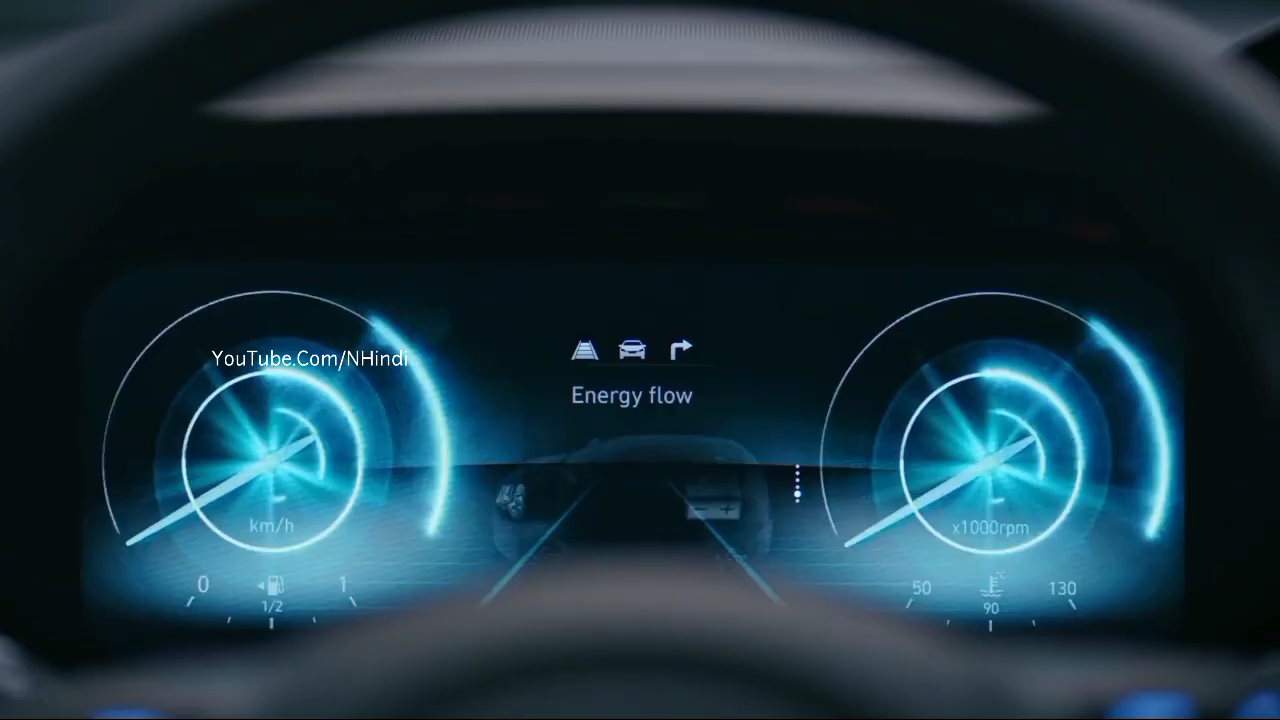 YouTube.Com/NHindi
Energy flow
km/h
x1000rpm
0
1
1/2
50
°C
130
90